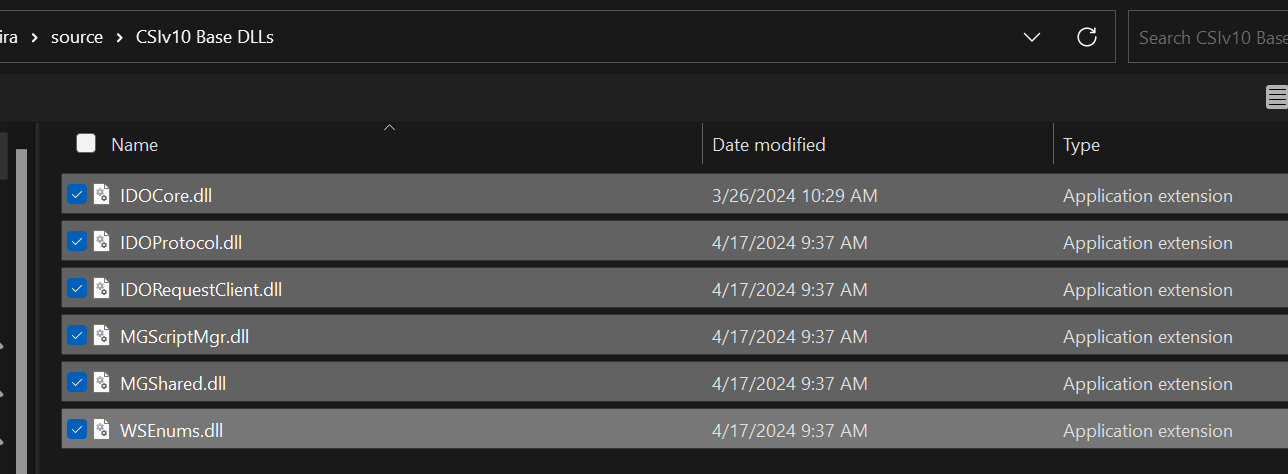 ira > source > CSIv10 Base DLLs Search CSIv10 Base
Name Date modified Type
IDOCore.dll 3/26/2024 10:29 AM Application extension
IDOProtocol.dll 4/17/2024 9:37 AM Application extension
IDORequestClient.dll 4/17/2024 9:37 AM Application extension
MGScriptMgr.dll 4/17/2024 9:37 AM Application extension
MGShared.dll 4/17/2024 9:37 AM Application extension
WSEnums.dll 4/17/2024 9:37 AM Application extension